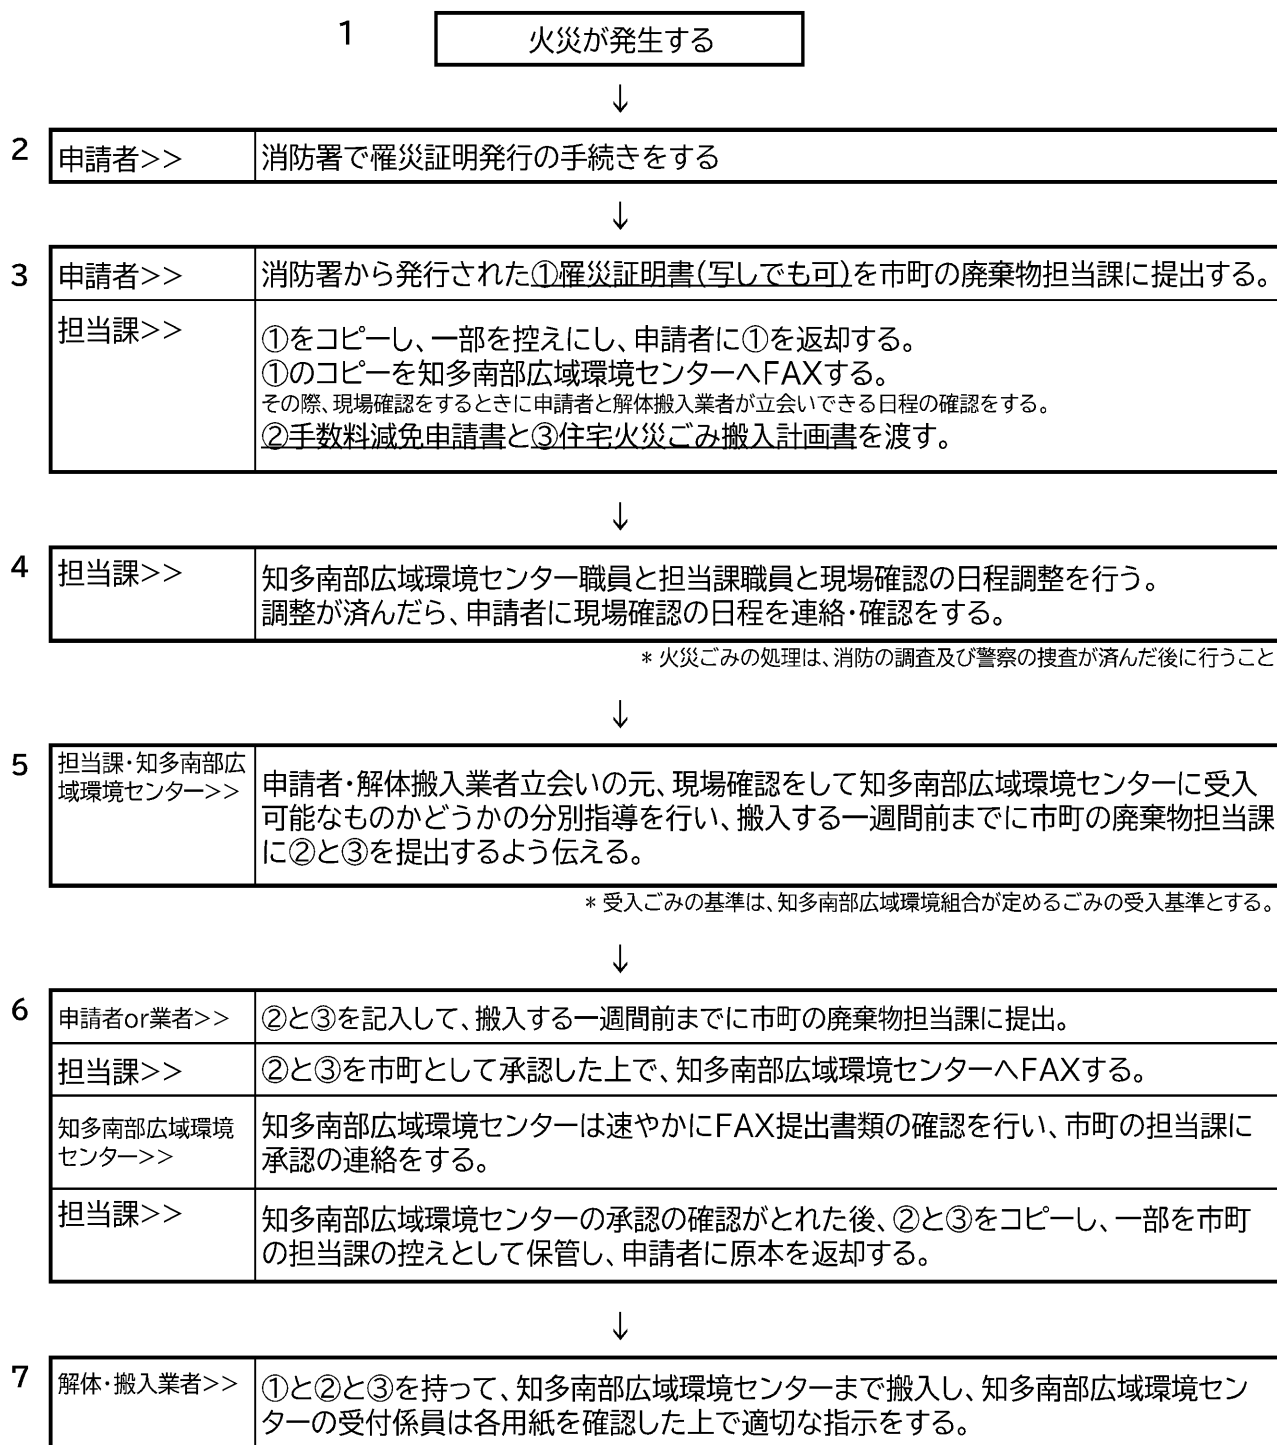 1 火災が発生する
↓
2 申請者>> 消防署で罹災証明発行の手続きをする
↓
3 申請者>> 消防署から発行された①罹災証明書(写しでも可)を市町の廃棄物担当課に提出する。
担当課>> ①をコピーし、一部を控えにし、申請者に①を返却する。
①のコピーを知多南部広域環境センターへFAXする。
その際、現場確認をするときに申請者と解体搬入業者が立会いできる日程の確認をする。
②手数料減免申請書と③住宅火災ごみ搬入計画書を渡す。
↓
4 担当課>> 知多南部広域環境センター職員と担当課職員と現場確認の日程調整を行う。
調整が済んだら、申請者に現場確認の日程を連絡・確認をする。
* 火災ごみの処理は、消防の調査及び警察の捜査が済んだ後に行うこと
↓
5 担当課・知多南部広
域環境センター>>
申請者・解体搬入業者立会いの元、現場確認をして知多南部広域環境センターに受入
可能なものかどうかの分別指導を行い、搬入する一週間前までに市町の廃棄物担当課
に②と③を提出するよう伝える。
* 受入ごみの基準は、知多南部広域環境組合が定めるごみの受入基準とする。
↓
6 申請者or業者>> ②と③を記入して、搬入する一週間前までに市町の廃棄物担当課に提出。
担当課>> ②と③を市町として承認した上で、知多南部広域環境センターへFAXする。
知多南部広域環境
センター>>
知多南部広域環境センターは速やかにFAX提出書類の確認を行い、市町の担当課に
承認の連絡をする。
担当課>> 知多南部広域環境センターの承認の確認がとれた後、②と③をコピーし、一部を市町
の担当課の控えとして保管し、申請者に原本を返却する。
↓
7 解体・搬入業者>> ①と②と③を持って、知多南部広域環境センターまで搬入し、知多南部広域環境セン
ターの受付係員は各用紙を確認した上で適切な指示をする。